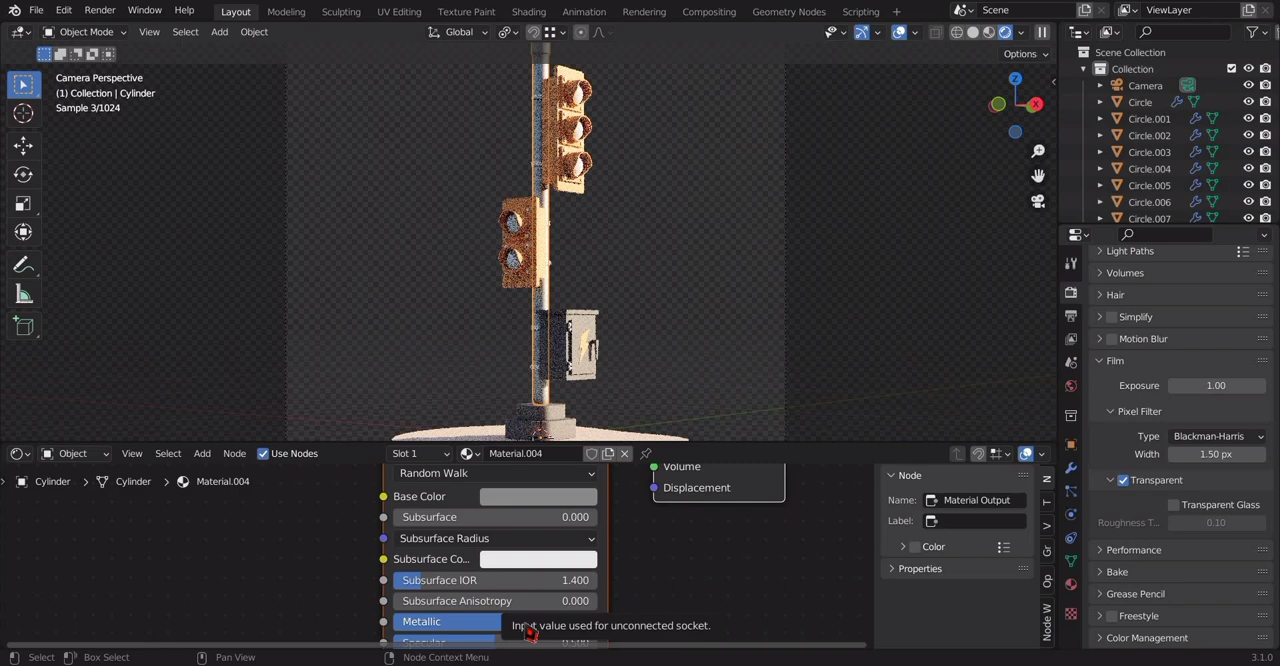 File Edit Render Window Help Layout Modeling Sculpting UV Editing Texture Paint Shading Animation Rendering Compositing Geometry Nodes Scripting + Scene ViewLayer
Object Mode View Select Add Object Global
Options
Camera Perspective
(1) Collection | Cylinder
Sample 3/1024
Z
X
Scene Collection
Collection
Camera
Circle
Circle.001
Circle.002
Circle.003
Circle.004
Circle.005
Circle.006
Circle.007
Light Paths
Volumes
Hair
Simplify
Motion Blur
Film
Exposure 1.00
Pixel Filter
Type Blackman-Harris
Width 1.50 px
Transparent
Transparent Glass
Roughness T... 0.10
Performance
Bake
Grease Pencil
Freestyle
Color Management
Object View Select Add Node Use Nodes Slot 1 Material.004
Cylinder > Cylinder > Material.004
Random Walk
Base Color
Subsurface 0.000
Subsurface Radius
Subsurface Co...
Subsurface IOR 1.400
Subsurface Anisotropy 0.000
Metallic
Specular 0.500
Input value used for unconnected socket.
Volume
Displacement
Node
Name: Material Output
Label:
Color
Properties
N
T
V
Gr
Op
Node W
Select Box Select Pan View Node Context Menu 3.1.0